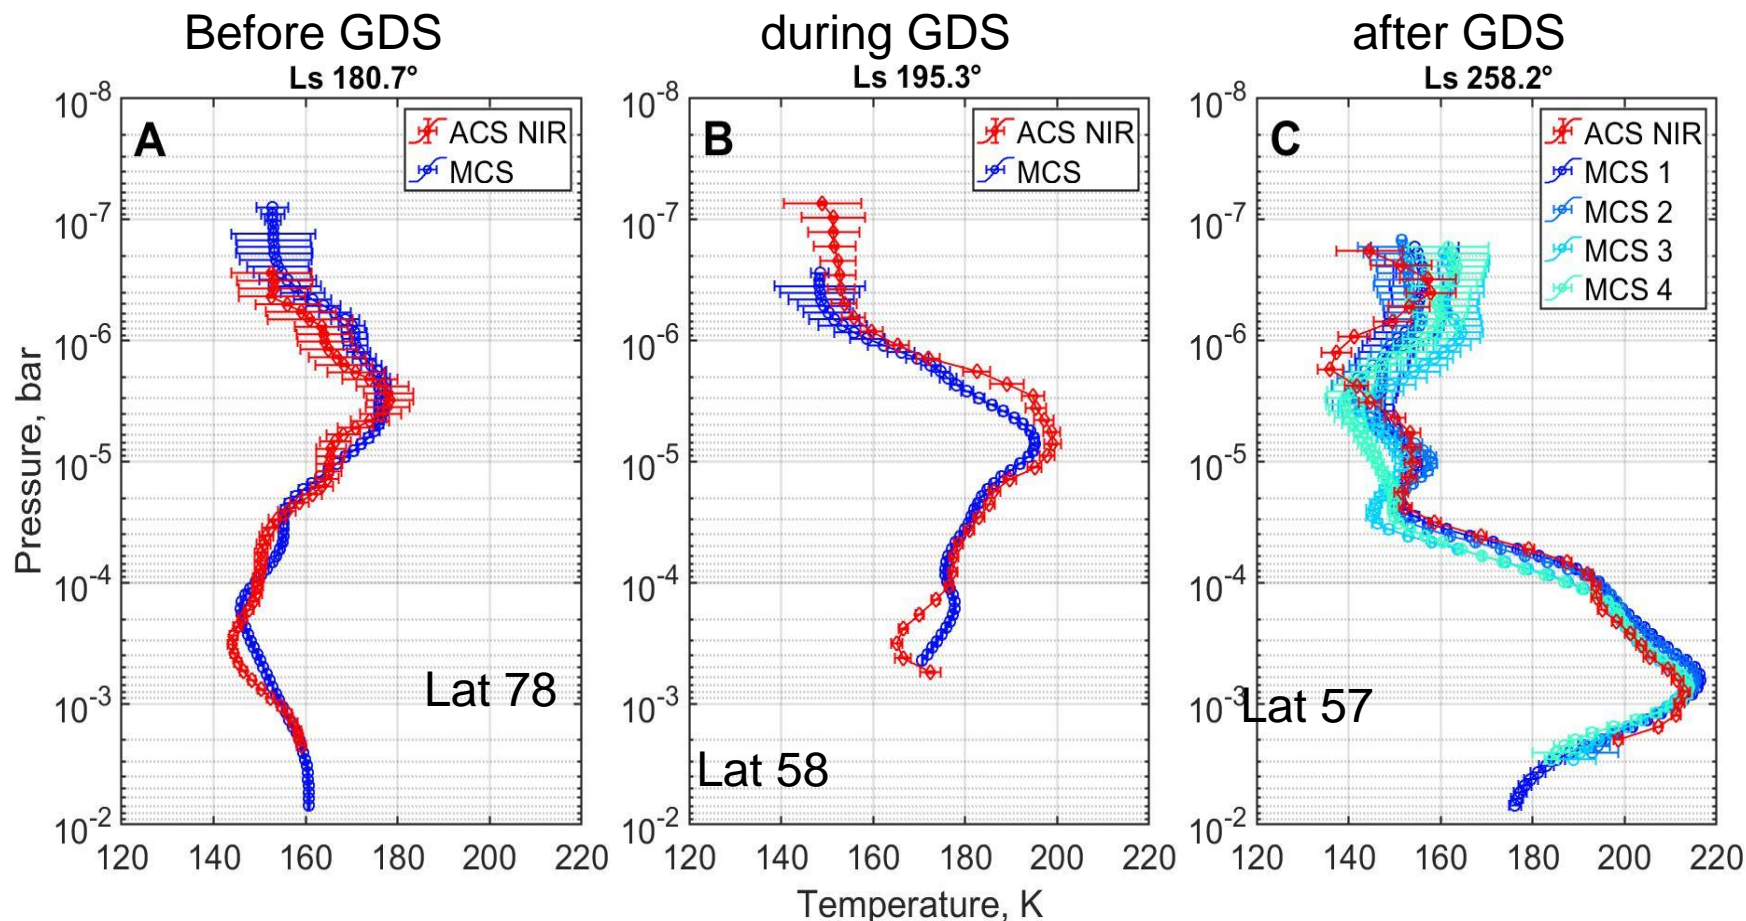 Before GDS
during GDS
after GDS
Ls 180.7°
Ls 195.3°
Ls 258.2°
Pressure, bar
10-8
10-7
10-6
10-5
10-4
10-3
10-2
A
ACS NIR
MCS
Lat 78
120 140 160 180 200 220
10-8
10-7
10-6
10-5
10-4
10-3
10-2
B
ACS NIR
MCS
Lat 58
120 140 160 180 200 220
10-8
10-7
10-6
10-5
10-4
10-3
10-2
C
ACS NIR
MCS 1
MCS 2
MCS 3
MCS 4
Lat 57
120 140 160 180 200 220
Temperature, K